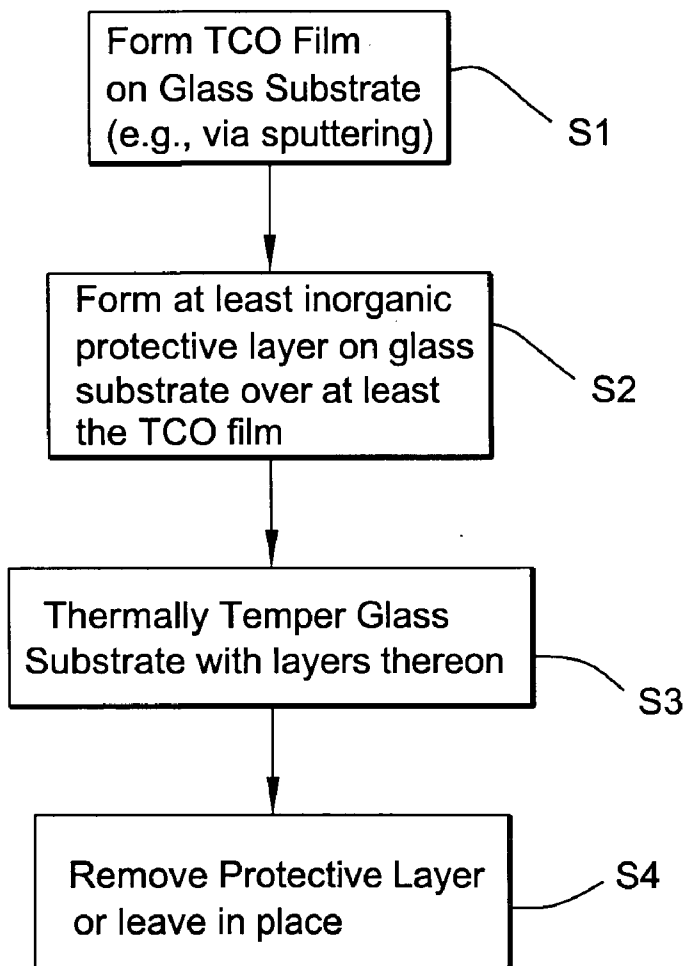 Form TCO Film
on Glass Substrate
(e.g., via sputtering)
S1
Form at least inorganic
protective layer on glass
substrate over at least
the TCO film
S2
Thermally Temper Glass
Substrate with layers thereon
S3
Remove Protective Layer
or leave in place
S4